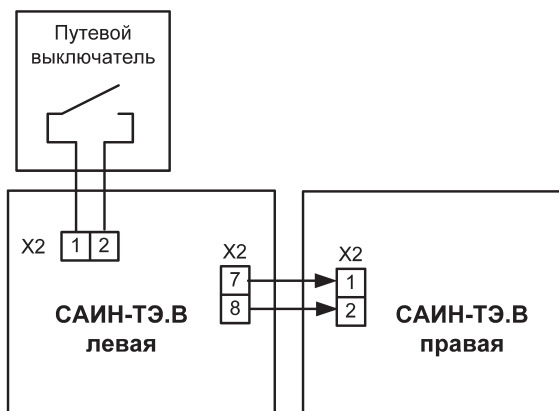 Путевой
выключатель
X2 1 2
X2
7
8
X2
1
2
САИН-ТЭ.В
левая
САИН-ТЭ.В
правая